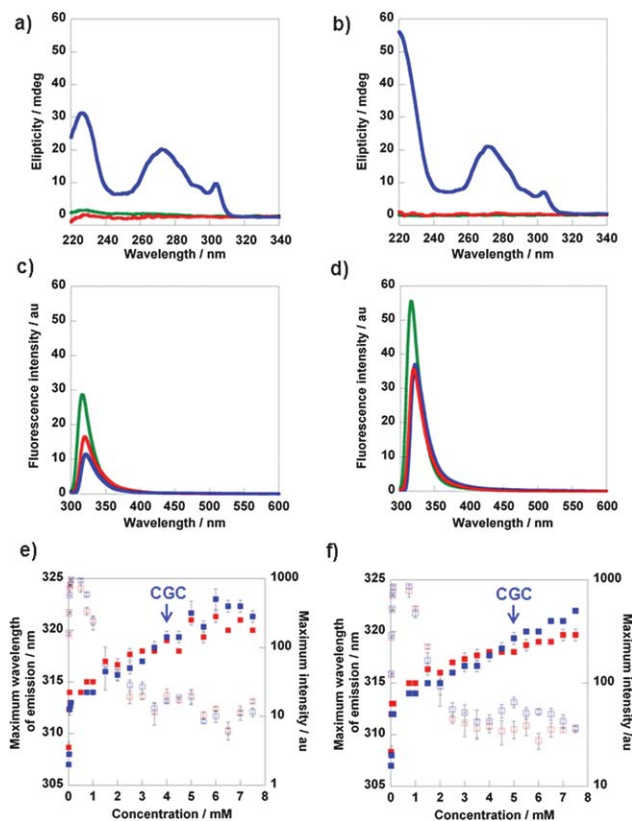 a)
60
50
40
30
20
10
0
Elipticity / mdeg
220 240 260 280 300 320 340
Wavelength / nm
b)
60
50
40
30
20
10
0
Elipticity / mdeg
220 240 260 280 300 320 340
Wavelength / nm
c)
60
50
40
30
20
10
0
Fluorescence intensity / au
300 350 400 450 500 550 600
Wavelength / nm
d)
60
50
40
30
20
10
0
Fluorescence intensity / au
300 350 400 450 500 550 600
Wavelength / nm
e)
325
320
315
310
305
Maximum wavelength
of emission / nm
CGC
1000
100
10
1
Maximum intensity /
au
0 1 2 3 4 5 6 7 8
Concentration / mM
f)
325
320
315
310
305
Maximum wavelength
of emission / nm
CGC
1000
100
10
Maximum intensity /
au
0 1 2 3 4 5 6 7 8
Concentration / mM